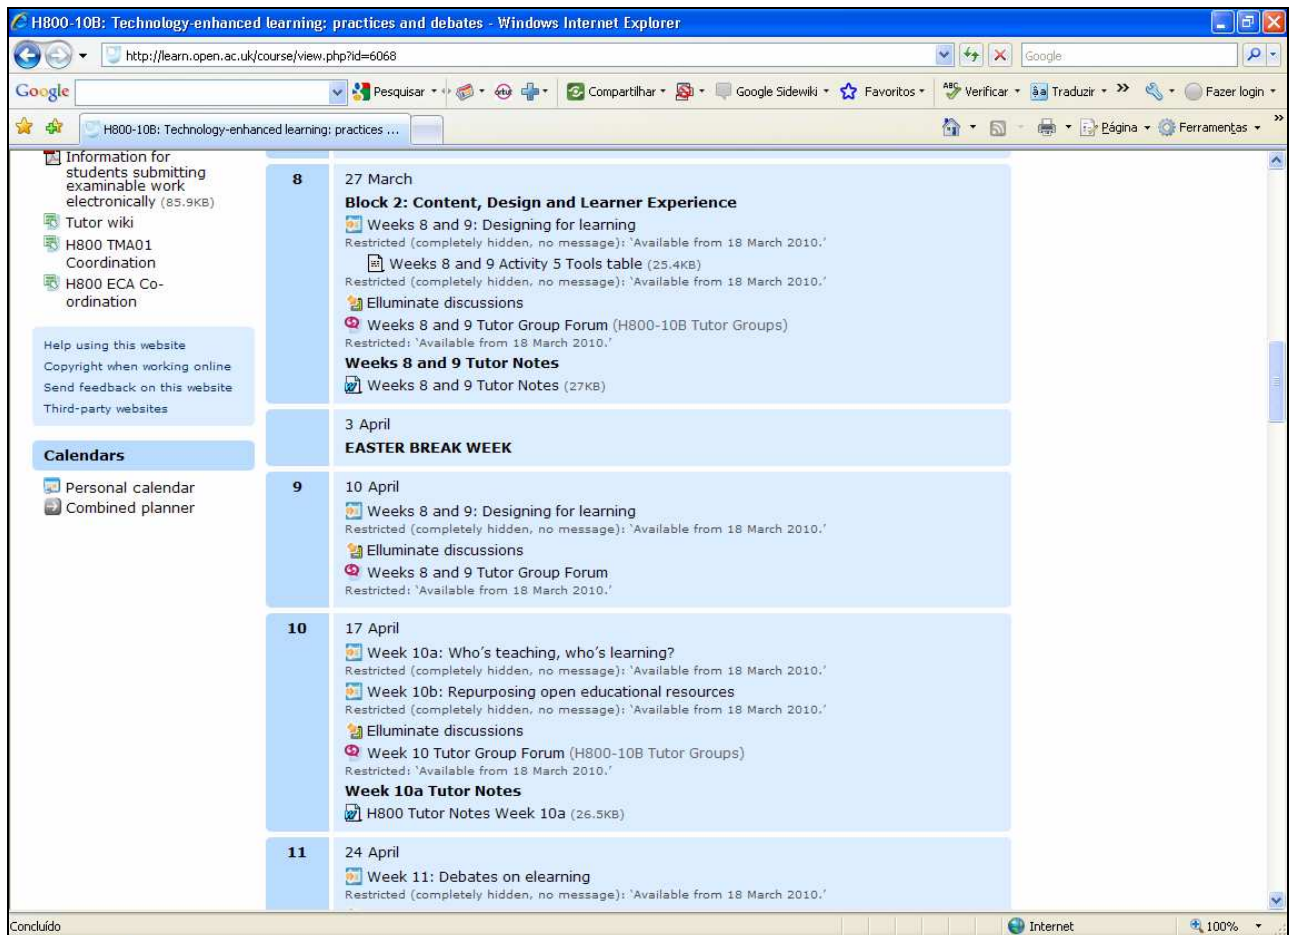 H800-10B: Technology-enhanced learning: practices and debates - Windows Internet Explorer
http://learn.open.ac.uk/course/view.php?id=6068
Google
Google
Pesquisar
Compartilhar
Google Sidewiki
Favoritos
Verificar
Traduzir
Fazer login
H800-10B: Technology-enhanced learning: practices ...
Página
Ferramentas
Information for
students submitting
examinable work
electronically (85.9KB)
Tutor wiki
H800 TMA01
Coordination
H800 ECA Co-
ordination
Help using this website
Copyright when working online
Send feedback on this website
Third-party websites
Calendars
Personal calendar
Combined planner
8
27 March
Block 2: Content, Design and Learner Experience
Weeks 8 and 9: Designing for learning
Restricted (completely hidden, no message): 'Available from 18 March 2010.'
Weeks 8 and 9 Activity 5 Tools table (25.4KB)
Restricted (completely hidden, no message): 'Available from 18 March 2010.'
Elluminate discussions
Weeks 8 and 9 Tutor Group Forum (H800-10B Tutor Groups)
Restricted: 'Available from 18 March 2010.'
Weeks 8 and 9 Tutor Notes
Weeks 8 and 9 Tutor Notes (27KB)
3 April
EASTER BREAK WEEK
9
10 April
Weeks 8 and 9: Designing for learning
Restricted (completely hidden, no message): 'Available from 18 March 2010.'
Elluminate discussions
Weeks 8 and 9 Tutor Group Forum
Restricted: 'Available from 18 March 2010.'
10
17 April
Week 10a: Who's teaching, who's learning?
Restricted (completely hidden, no message): 'Available from 18 March 2010.'
Week 10b: Repurposing open educational resources
Restricted (completely hidden, no message): 'Available from 18 March 2010.'
Elluminate discussions
Week 10 Tutor Group Forum (H800-10B Tutor Groups)
Restricted: 'Available from 18 March 2010.'
Week 10a Tutor Notes
H800 Tutor Notes Week 10a (26.5KB)
11
24 April
Week 11: Debates on elearning
Restricted (completely hidden, no message): 'Available from 18 March 2010.'
Concluído
Internet
100%